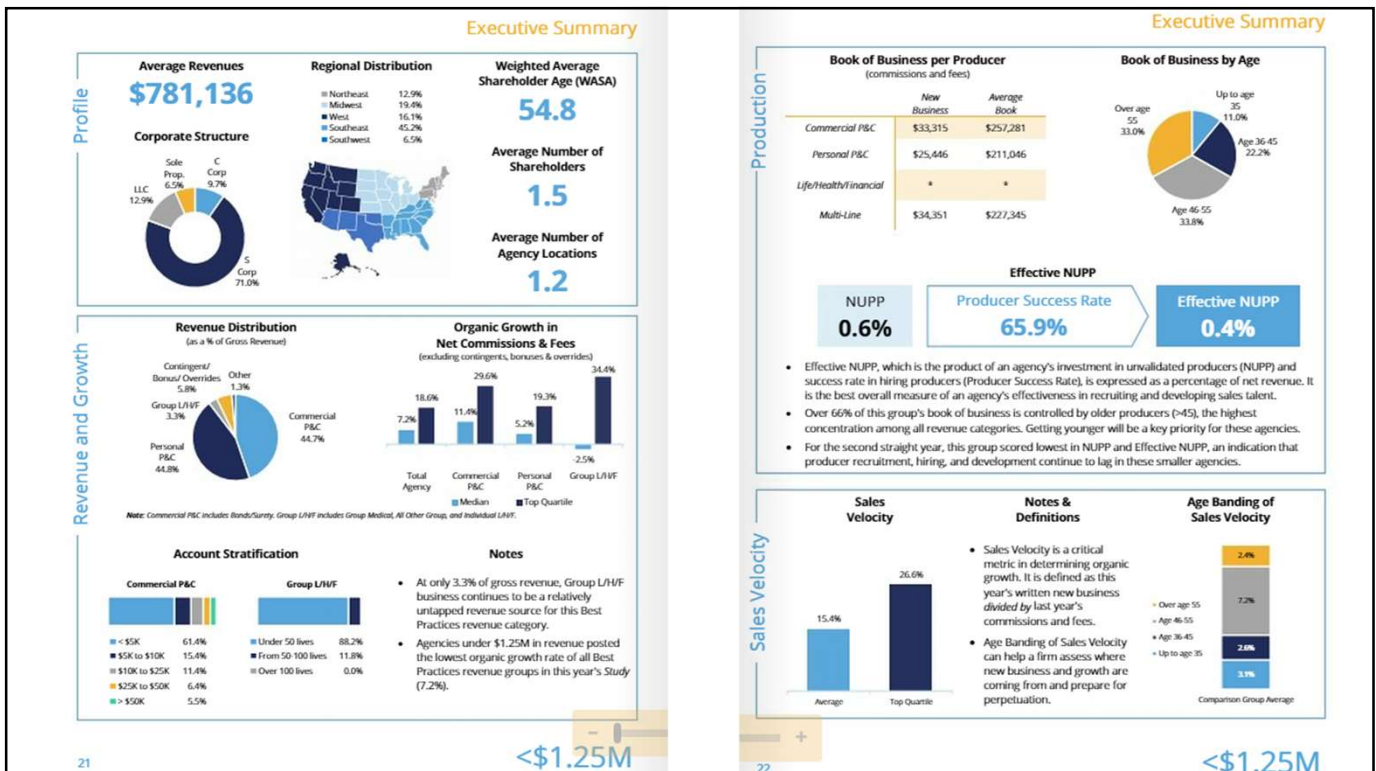 Executive Summary
Profile
Average Revenues
$781,136
Corporate Structure
Sole
Prop.
6.5%
C
Corp
9.7%
LLC
12.9%
S
Corp
71.0%
Regional Distribution
Northeast 12.9%
Midwest 19.4%
West 16.1%
Southeast 45.2%
Southwest 6.5%
Weighted Average
Shareholder Age (WASA)
54.8
Average Number of
Shareholders
1.5
Average Number of
Agency Locations
1.2
Revenue and Growth
Revenue Distribution
(as a % of Gross Revenue)
Contingent/
Bonus/ Overrides
5.8%
Other
1.3%
Group L/H/F
3.3%
Commercial
P&C
44.7%
Personal
P&C
44.8%
Organic Growth in
Net Commissions & Fees
(excluding contingents, bonuses & overrides)
7.2% 18.6% 11.4% 29.6% 5.2% 19.3% -2.5% 34.4%
Total
Agency
Commercial
P&C
Personal
P&C
Group L/H/F
Median Top Quartile
Note: Commercial P&C includes Bonds/Surety. Group L/H/F includes Group Medical, All Other Group, and Individual L/H/F.
Account Stratification
Commercial P&C
< $5K 61.4%
$5K to $10K 15.4%
$10K to $25K 11.4%
$25K to $50K 6.4%
> $50K 5.5%
Group L/H/F
Under 50 lives 88.2%
From 50-100 lives 11.8%
Over 100 lives 0.0%
Notes
• At only 3.3% of gross revenue, Group L/H/F
business continues to be a relatively
untapped revenue source for this Best
Practices revenue category.
• Agencies under $1.25M in revenue posted
the lowest organic growth rate of all Best
Practices revenue groups in this year's Study
(7.2%).
21
<$1.25M
Executive Summary
Production
Book of Business per Producer
(commissions and fees)
New
Business
Average
Book
Commercial P&C $33,315 $257,281
Personal P&C $25,446 $211,046
Life/Health/Financial * *
Multi-Line $34,351 $227,345
Book of Business by Age
Up to age
35
11.0%
Over age
55
33.0%
Age 36-45
22.2%
Age 46-55
33.8%
Effective NUPP
NUPP
0.6%
Producer Success Rate
65.9%
Effective NUPP
0.4%
• Effective NUPP, which is the product of an agency's investment in unvalidated producers (NUPP) and
success rate in hiring producers (Producer Success Rate), is expressed as a percentage of net revenue. It
is the best overall measure of an agency's effectiveness in recruiting and developing sales talent.
• Over 66% of this group's book of business is controlled by older producers (>45), the highest
concentration among all revenue categories. Getting younger will be a key priority for these agencies.
• For the second straight year, this group scored lowest in NUPP and Effective NUPP, an indication that
producer recruitment, hiring, and development continue to lag in these smaller agencies.
Sales Velocity
Sales
Velocity
15.4%
26.6%
Average
Top Quartile
Notes &
Definitions
• Sales Velocity is a critical
metric in determining organic
growth. It is defined as this
year's written new business
divided by last year's
commissions and fees.
• Age Banding of Sales Velocity
can help a firm assess where
new business and growth are
coming from and prepare for
perpetuation.
Age Banding of
Sales Velocity
2.4%
7.2%
2.6%
3.1%
Over age 55
Age 46-55
Age 36-45
Up to age 35
Comparison Group Average
- +
22
<$1.25M